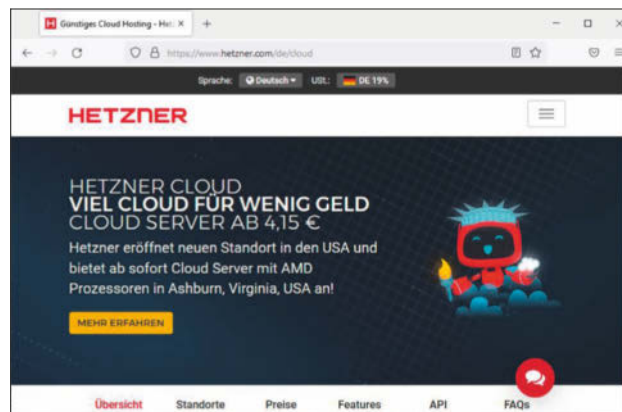 Günstiges Cloud Hosting - Het
https://www.hetzner.com/de/cloud
Sprache: Deutsch USt.: DE 19%
HETZNER
HETZNER CLOUD
VIEL CLOUD FÜR WENIG GELD
CLOUD SERVER AB 4,15 €
Hetzner eröffnet neuen Standort in den USA und
bietet ab sofort Cloud Server mit AMD
Prozessoren in Ashburn, Virginia, USA an!
MEHR ERFAHREN
Übersicht Standorte Preise Features API FAQs